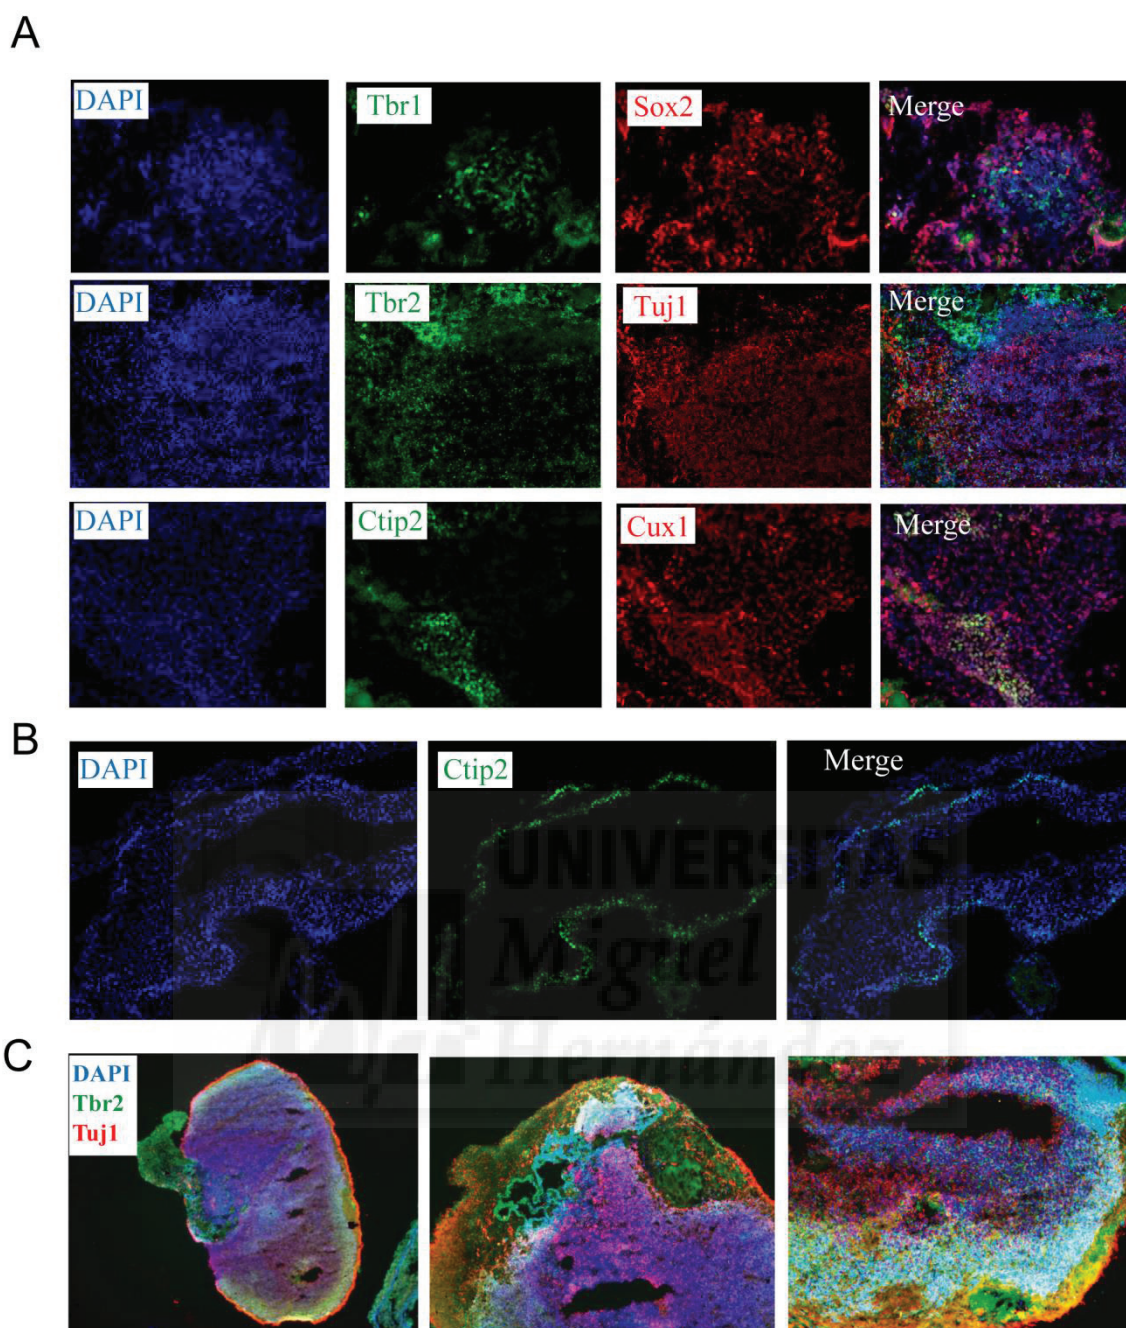 A
DAPI Tbr1 Sox2 Merge
DAPI Tbr2 Tuj1 Merge
DAPI Ctip2 Cux1 Merge
B
DAPI Ctip2 Merge
UNIVERSITAS
Miguel
Hernández
C
DAPI
Tbr2
Tuj1